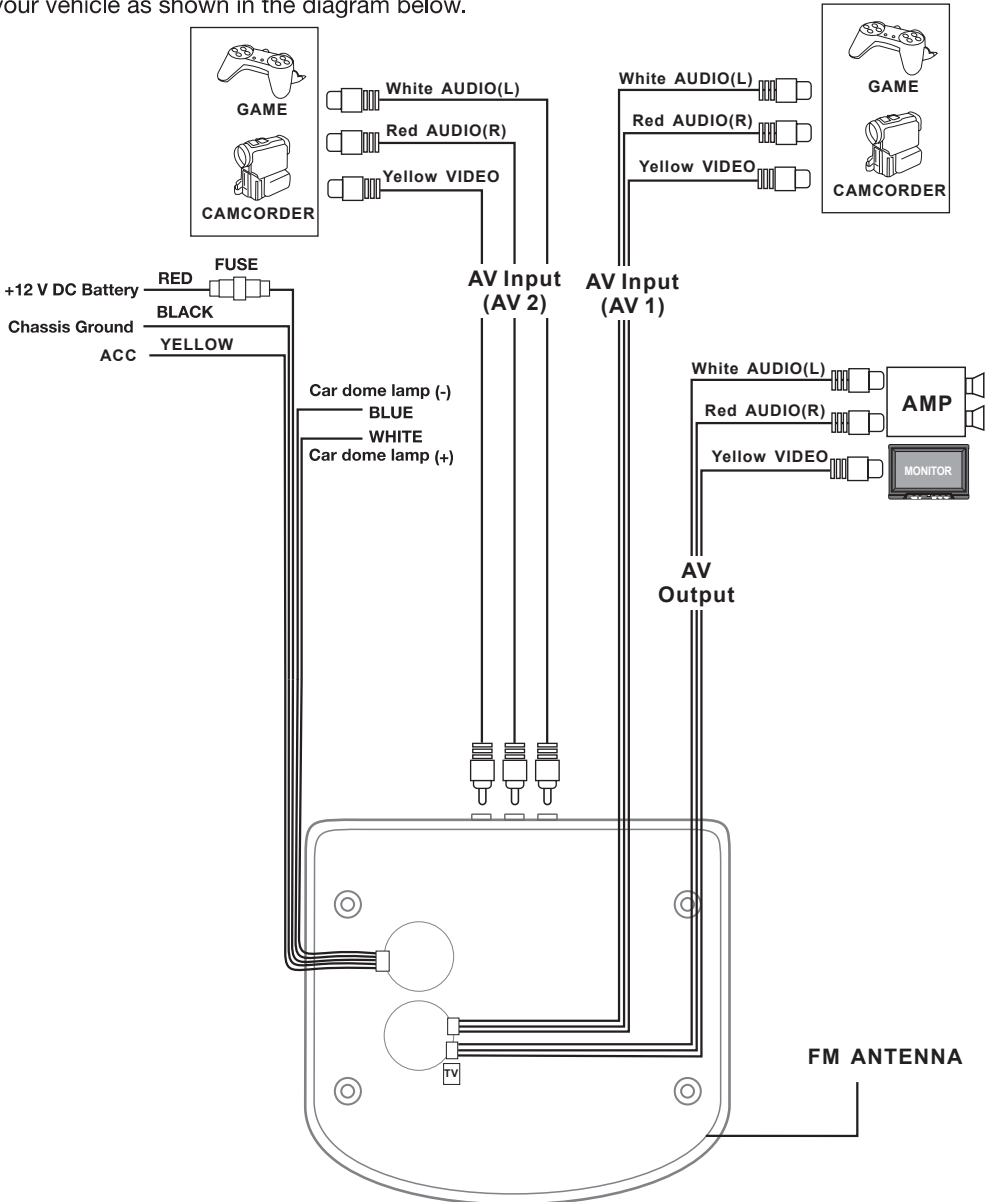 your vehicle as shown in the diagram below.
GAME
CAMCORDER
White AUDIO(L)
Red AUDIO(R)
Yellow VIDEO
White AUDIO(L)
Red AUDIO(R)
Yellow VIDEO
GAME
CAMCORDER
+12 V DC Battery
RED
FUSE
Chassis Ground
BLACK
ACC
YELLOW
AV Input
(AV 2)
AV Input
(AV 1)
Car dome lamp (-)
BLUE
WHITE
Car dome lamp (+)
White AUDIO(L)
Red AUDIO(R)
Yellow VIDEO
AMP
MONITOR
AV
Output
TV
FM ANTENNA